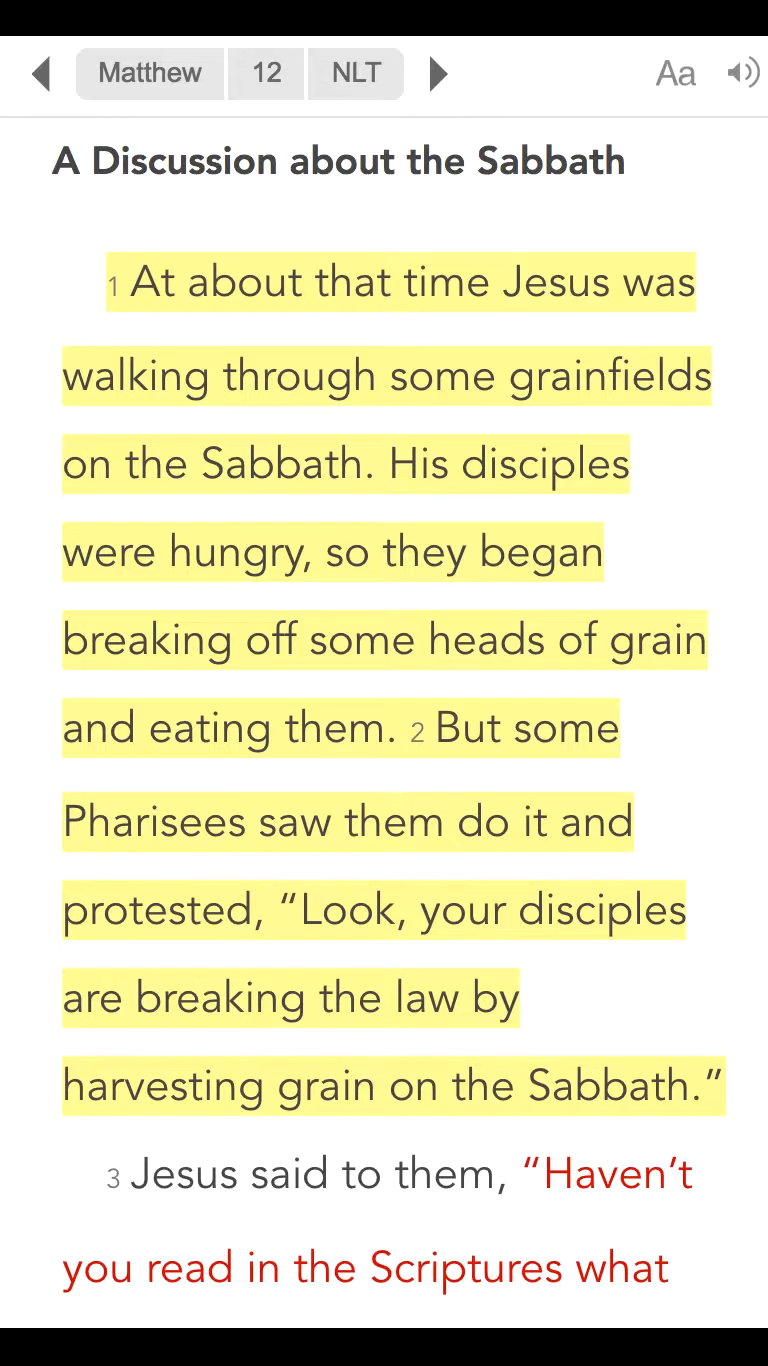 Matthew 12 NLT Aa
A Discussion about the Sabbath
1 At about that time Jesus was
walking through some grainfields
on the Sabbath. His disciples
were hungry, so they began
breaking off some heads of grain
and eating them. 2 But some
Pharisees saw them do it and
protested, “Look, your disciples
are breaking the law by
harvesting grain on the Sabbath.”
3 Jesus said to them, “Haven’t
you read in the Scriptures what